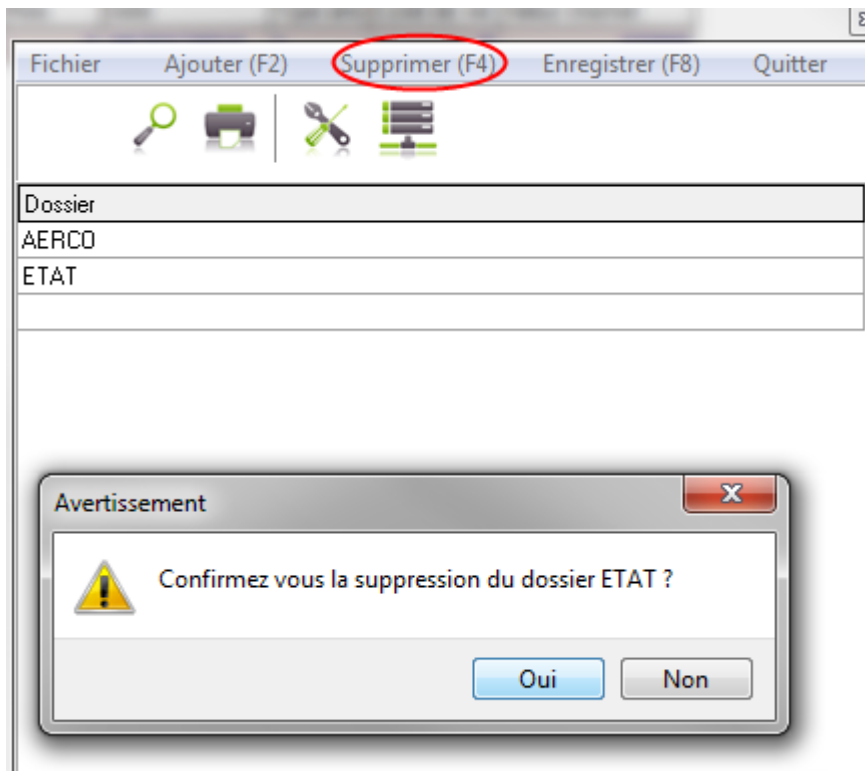 Fichier Ajouter (F2) Supprimer (F4) Enregistrer (F8) Quitter
Dossier
AERCO
ETAT
Avertissement
Confirmez vous la suppression du dossier ETAT ?
Oui Non